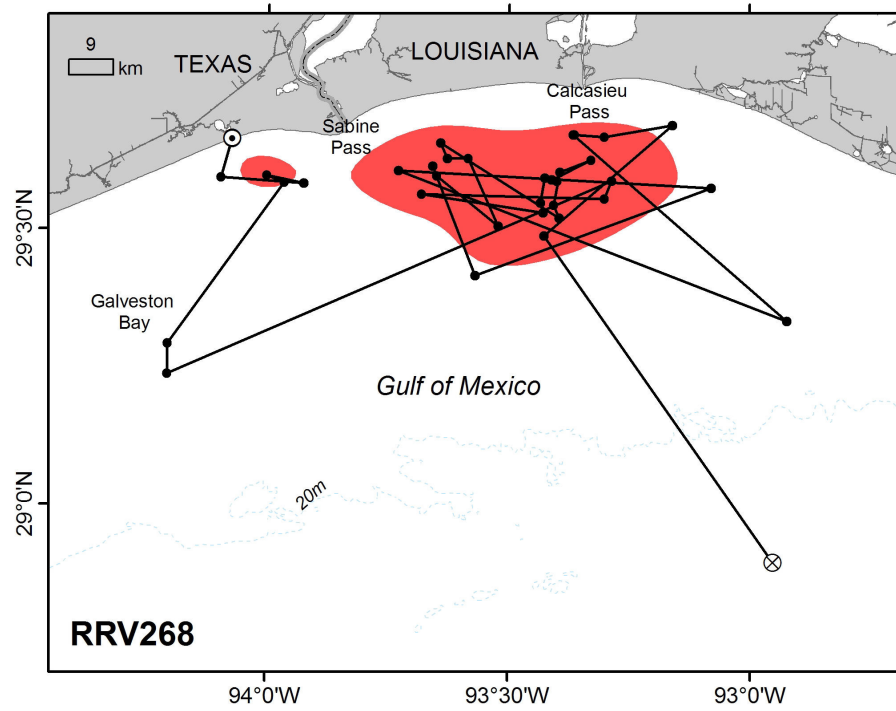 9
km
TEXAS
LOUISIANA
Calcasieu
Pass
Sabine
Pass
29°30'N
Galveston
Bay
Gulf of Mexico
20m
29°0'N
RRV268
94°0'W
93°30'W
93°0'W